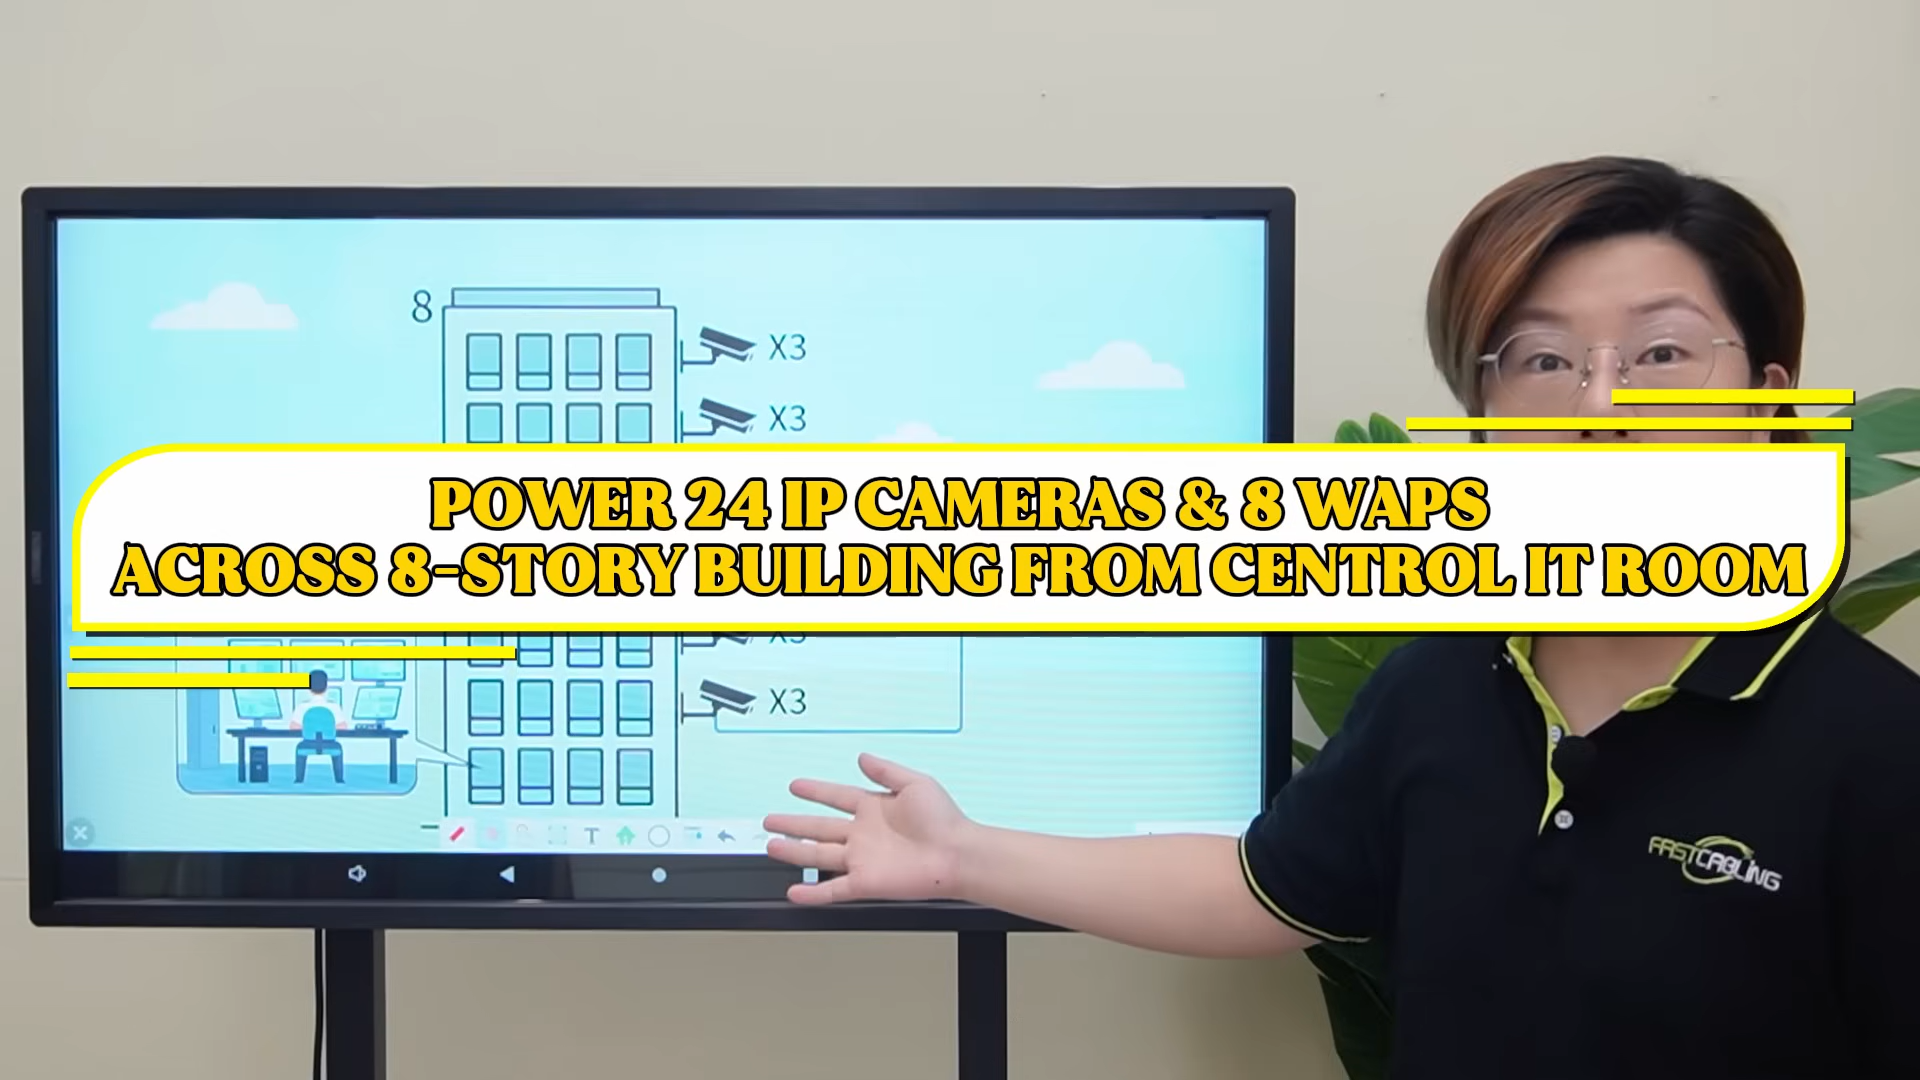 8
X3
X3
POWER 24 IP CAMERAS & 8 WAPS
ACROSS 8-STORY BUILDING FROM CENTROL IT ROOM
X3
X3
T
FASTCABLING